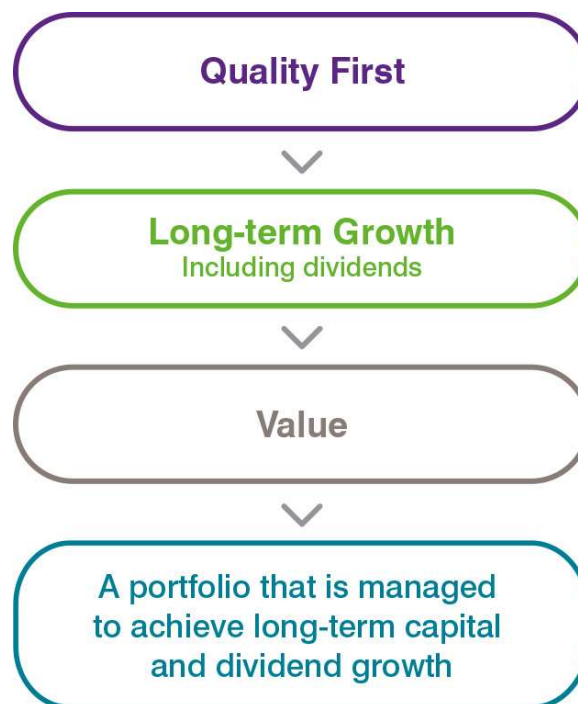 Quality First
Long-term Growth
Including dividends
Value
A portfolio that is managed
to achieve long-term capital
and dividend growth